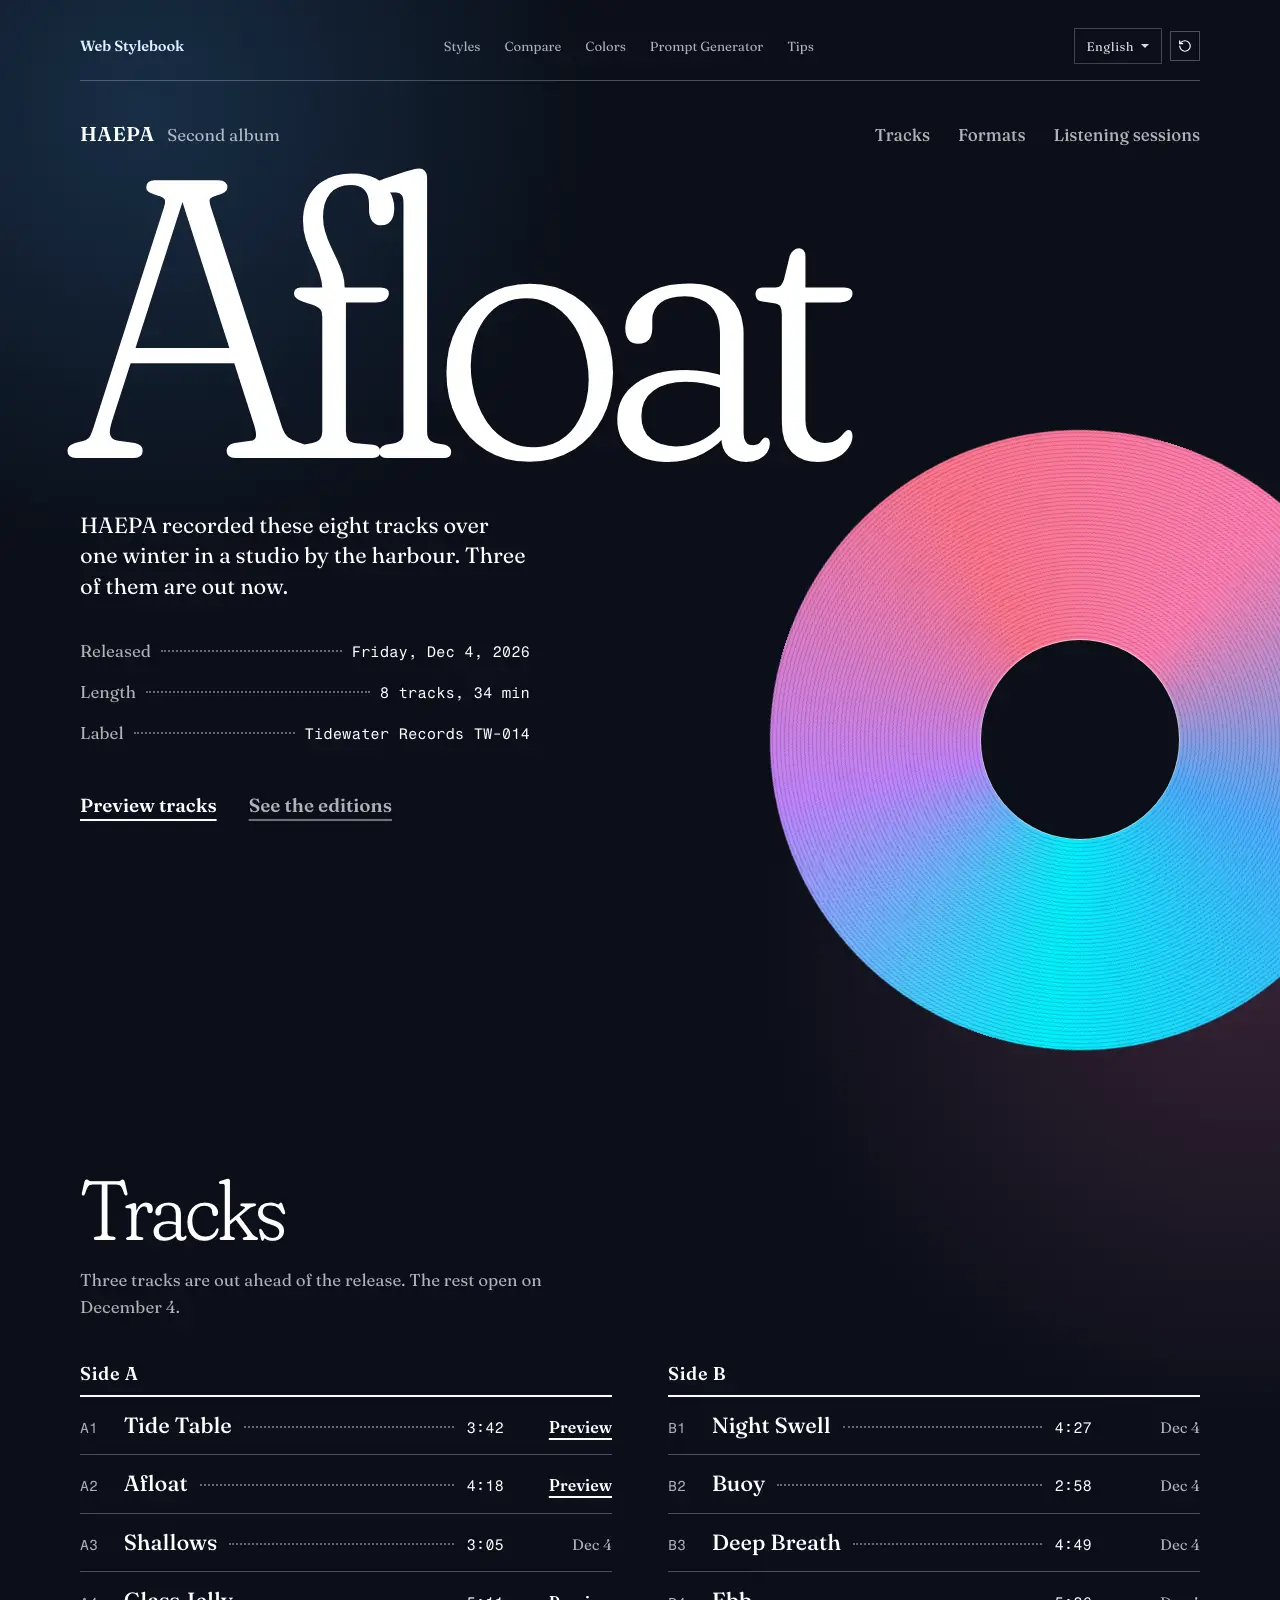 Web Stylebook
Styles Compare Colors Prompt Generator Tips
English
HAEPA Second album
Tracks Formats Listening sessions
Afloat
HAEPA recorded these eight tracks over
one winter in a studio by the harbour. Three
of them are out now.
Released Friday, Dec 4, 2026
Length 8 tracks, 34 min
Label Tidewater Records TW-014
Preview tracks See the editions
Tracks
Three tracks are out ahead of the release. The rest open on
December 4.
Side A
A1 Tide Table 3:42 Preview
A2 Afloat 4:18 Preview
A3 Shallows 3:05 Dec 4
Side B
B1 Night Swell 4:27 Dec 4
B2 Buoy 2:58 Dec 4
B3 Deep Breath 4:49 Dec 4